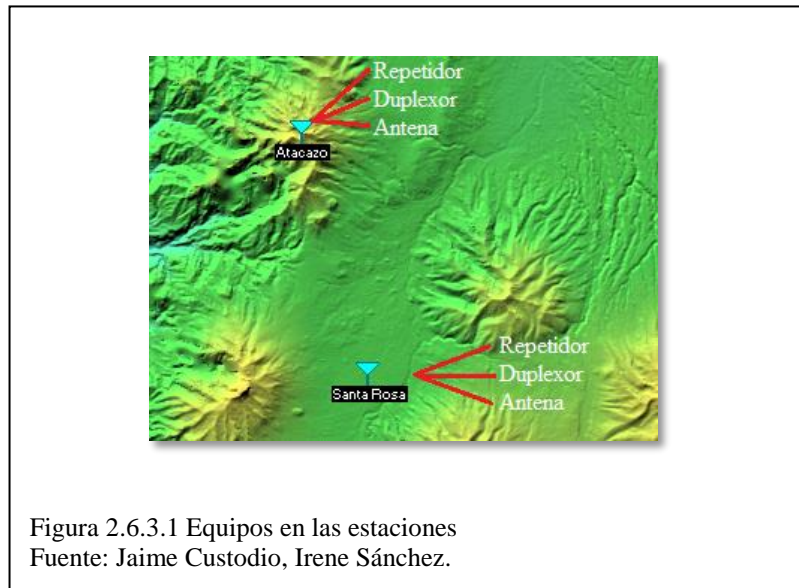 Repetidor
Duplexor
Antena
Atacazo
Repetidor
Duplexor
Antena
Santa Rosa
Figura 2.6.3.1 Equipos en las estaciones
Fuente: Jaime Custodio, Irene Sánchez.